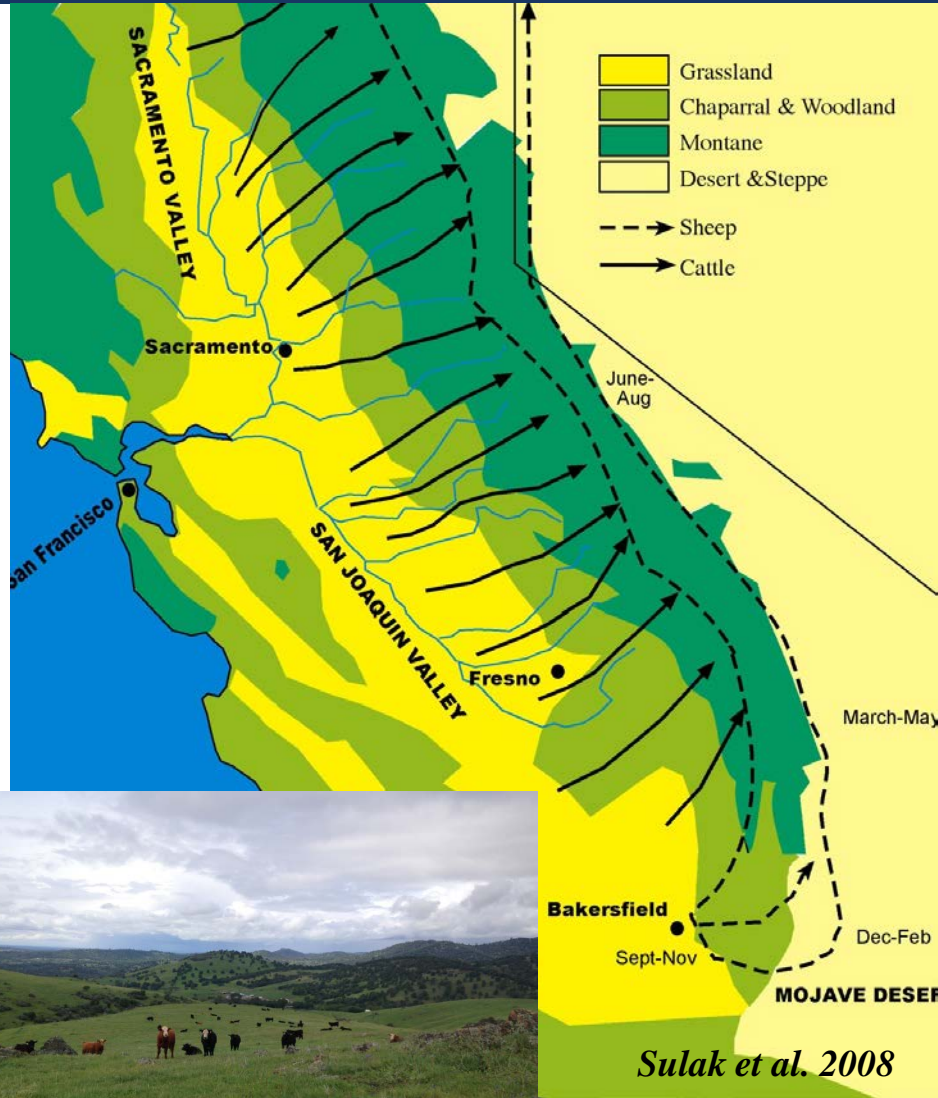 SACRAMENTO VALLEY
Grassland
Chaparral & Woodland
Montane
Desert &Steppe
Sheep
Cattle
Sacramento
June-
Aug
San Francisco
SAN JOAQUIN VALLEY
Fresno
March-May
Bakersfield
Sept-Nov
Dec-Feb
MOJAVE DESER
Sulak et al. 2008